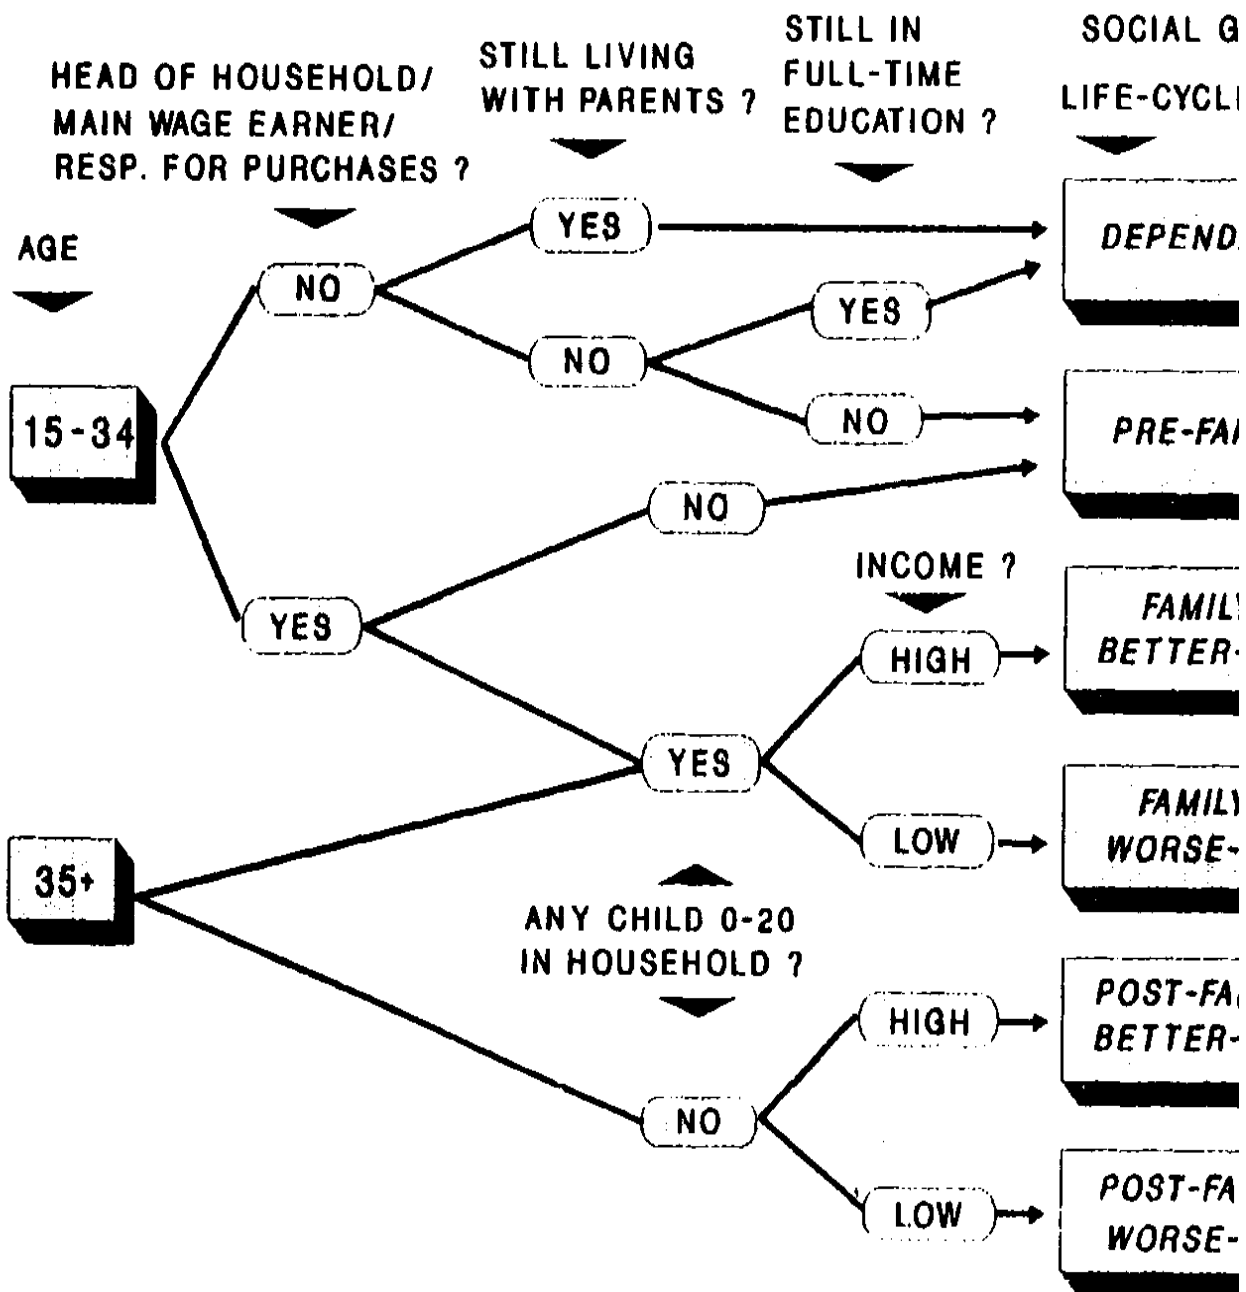 STILL IN
FULL-TIME
EDUCATION ?
SOCIAL G
LIFE-CYCL
STILL LIVING
WITH PARENTS ?
HEAD OF HOUSEHOLD/
MAIN WAGE EARNER/
RESP. FOR PURCHASES ?
AGE
YES
DEPEND
NO
YES
NO
15-34
NO
PRE-FA
NO
INCOME ?
YES
HIGH
FAMILY
BETTER-
YES
35+
LOW
FAMILY
WORSE-
ANY CHILD 0-20
IN HOUSEHOLD ?
HIGH
POST-FA
BETTER-
NO
LOW
POST-FA
WORSE-